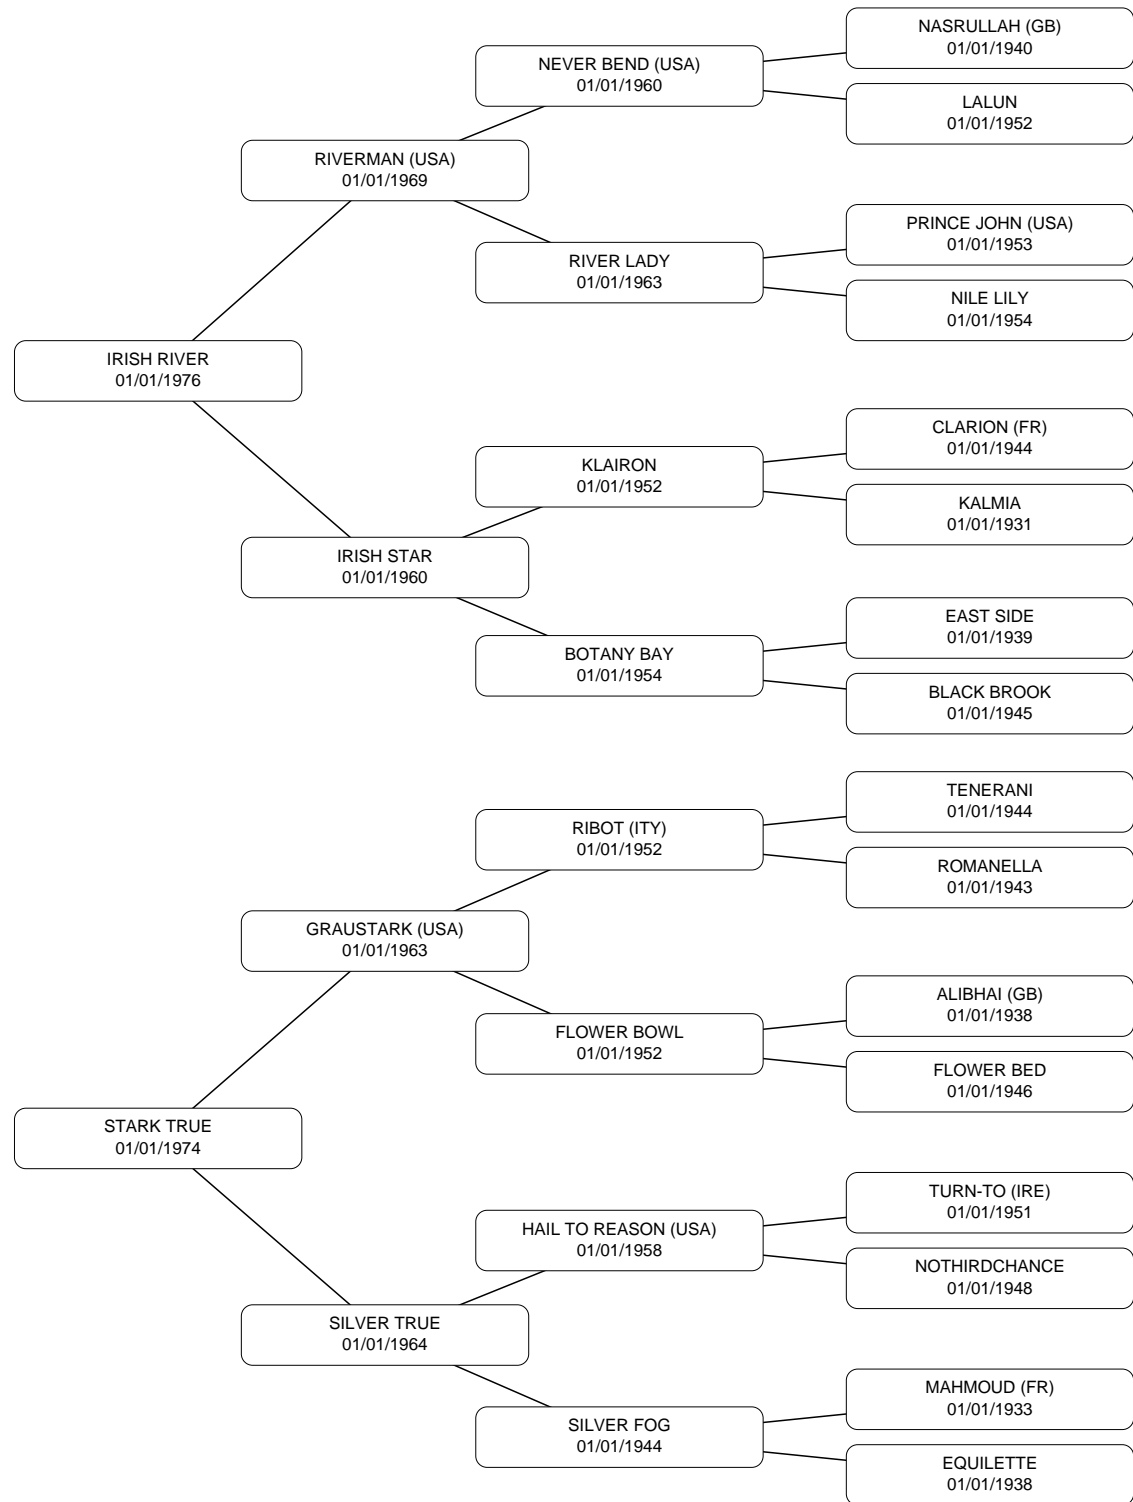 NASRULLAH (GB)
01/01/1940
NEVER BEND (USA)
01/01/1960
LALUN
01/01/1952
RIVERMAN (USA)
01/01/1969
PRINCE JOHN (USA)
01/01/1953
RIVER LADY
01/01/1963
NILE LILY
01/01/1954
IRISH RIVER
01/01/1976
CLARION (FR)
01/01/1944
KLAIRON
01/01/1952
KALMIA
01/01/1931
IRISH STAR
01/01/1960
EAST SIDE
01/01/1939
BOTANY BAY
01/01/1954
BLACK BROOK
01/01/1945
TENERANI
01/01/1944
RIBOT (ITY)
01/01/1952
ROMANELLA
01/01/1943
GRAUSTARK (USA)
01/01/1963
ALIBHAI (GB)
01/01/1938
FLOWER BOWL
01/01/1952
FLOWER BED
01/01/1946
STARK TRUE
01/01/1974
TURN-TO (IRE)
01/01/1951
HAIL TO REASON (USA)
01/01/1958
NOTHIRDCHANCE
01/01/1948
SILVER TRUE
01/01/1964
MAHMOUD (FR)
01/01/1933
SILVER FOG
01/01/1944
EQUILETTE
01/01/1938